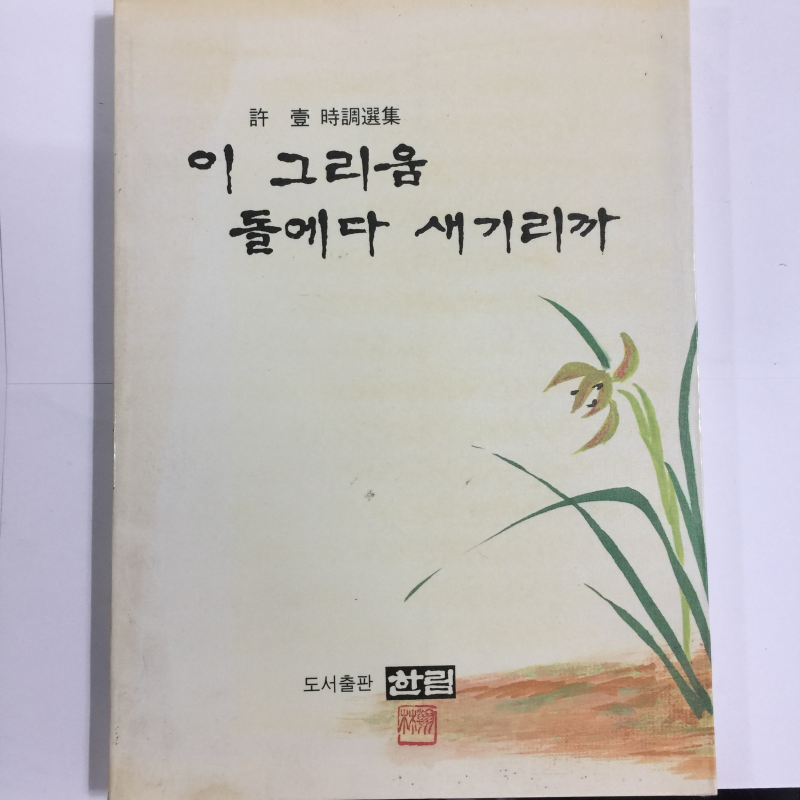 許 壹 時調選集
이 그리움
돌에다 새기리까
도서출판 한림